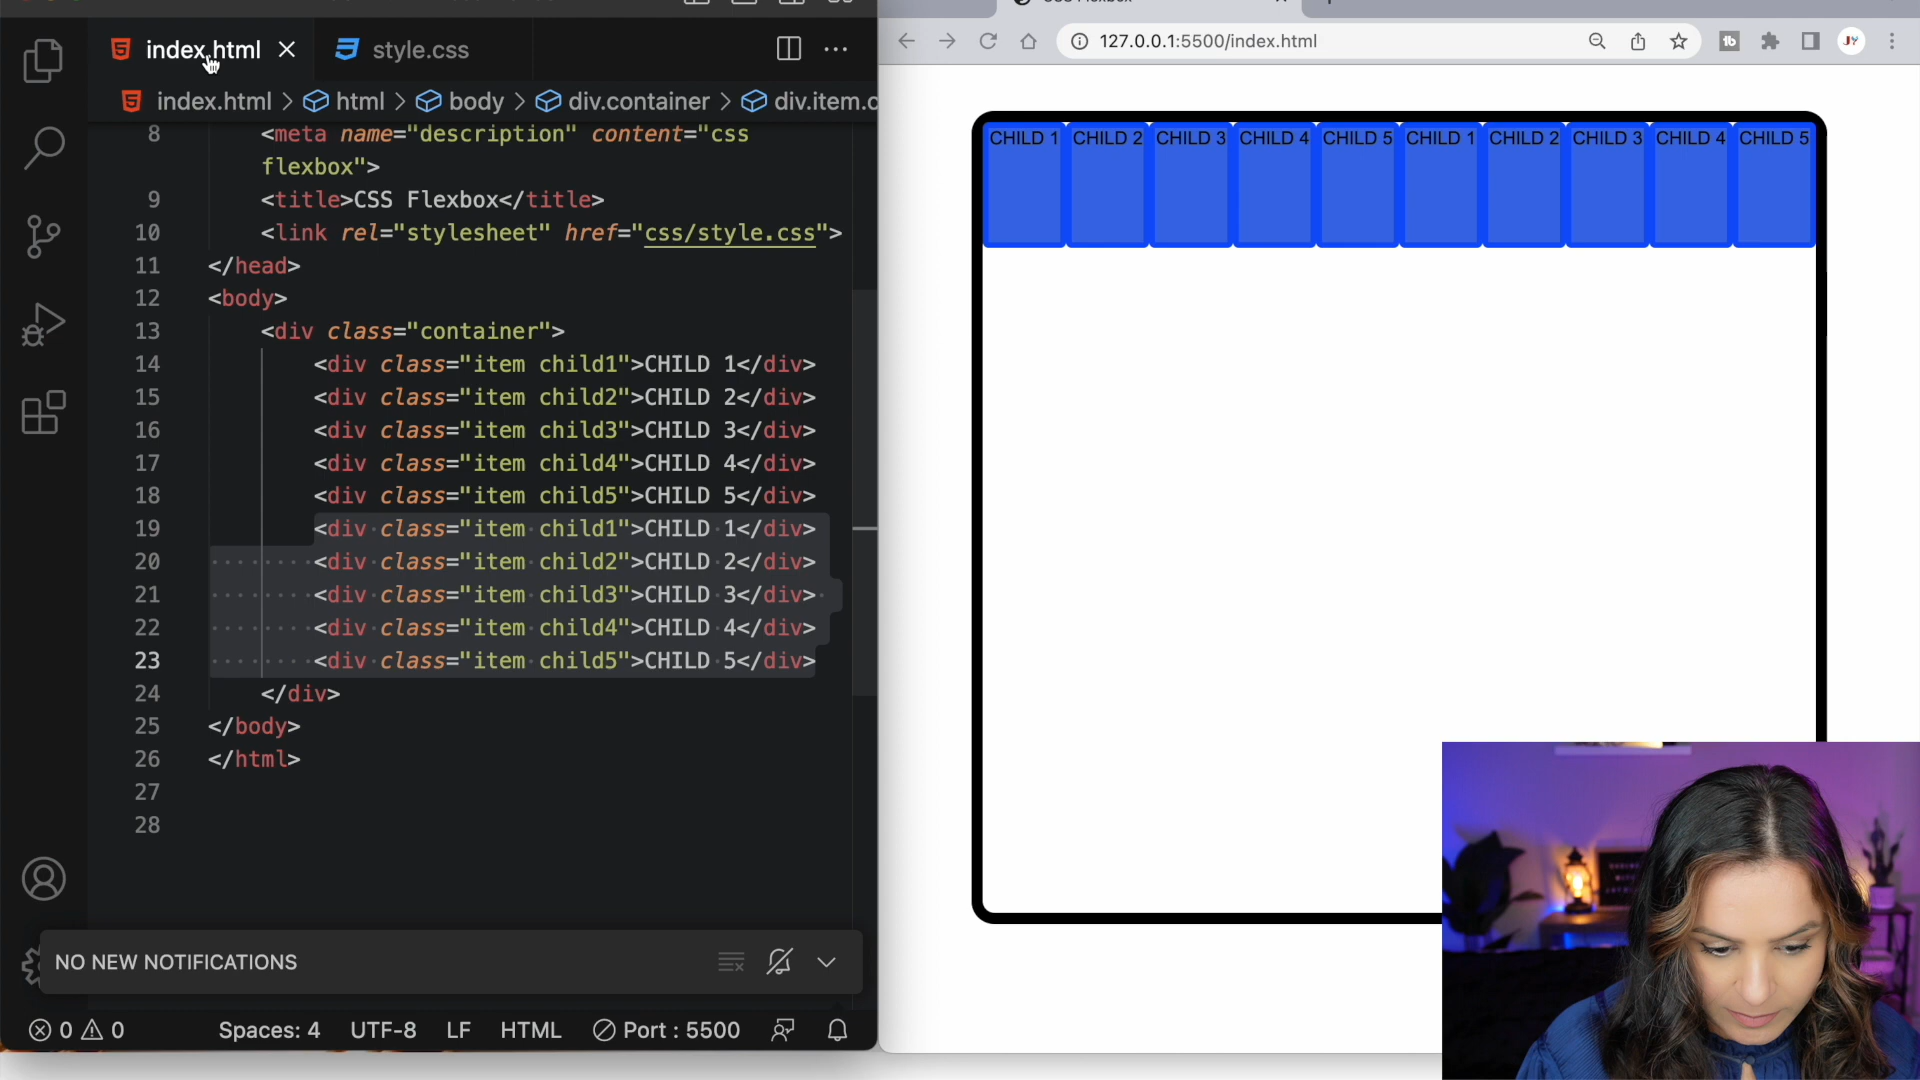 index.html
style.css
index.html > html > body > div.container > div.item.c
8 <meta name="description" content="css
flexbox">
9 <title>CSS Flexbox</title>
10 <link rel="stylesheet" href="css/style.css">
11 </head>
12 <body>
13 <div class="container">
14 <div class="item child1">CHILD 1</div>
15 <div class="item child2">CHILD 2</div>
16 <div class="item child3">CHILD 3</div>
17 <div class="item child4">CHILD 4</div>
18 <div class="item child5">CHILD 5</div>
19 <div class="item child1">CHILD 1</div>
20 <div class="item child2">CHILD 2</div>
21 <div class="item child3">CHILD 3</div>
22 <div class="item child4">CHILD 4</div>
23 <div class="item child5">CHILD 5</div>
24 </div>
25 </body>
26 </html>
27
28
NO NEW NOTIFICATIONS
0 0 Spaces: 4 UTF-8 LF HTML Port : 5500
127.0.0.1:5500/index.html
CHILD 1 CHILD 2 CHILD 3 CHILD 4 CHILD 5 CHILD 1 CHILD 2 CHILD 3 CHILD 4 CHILD 5